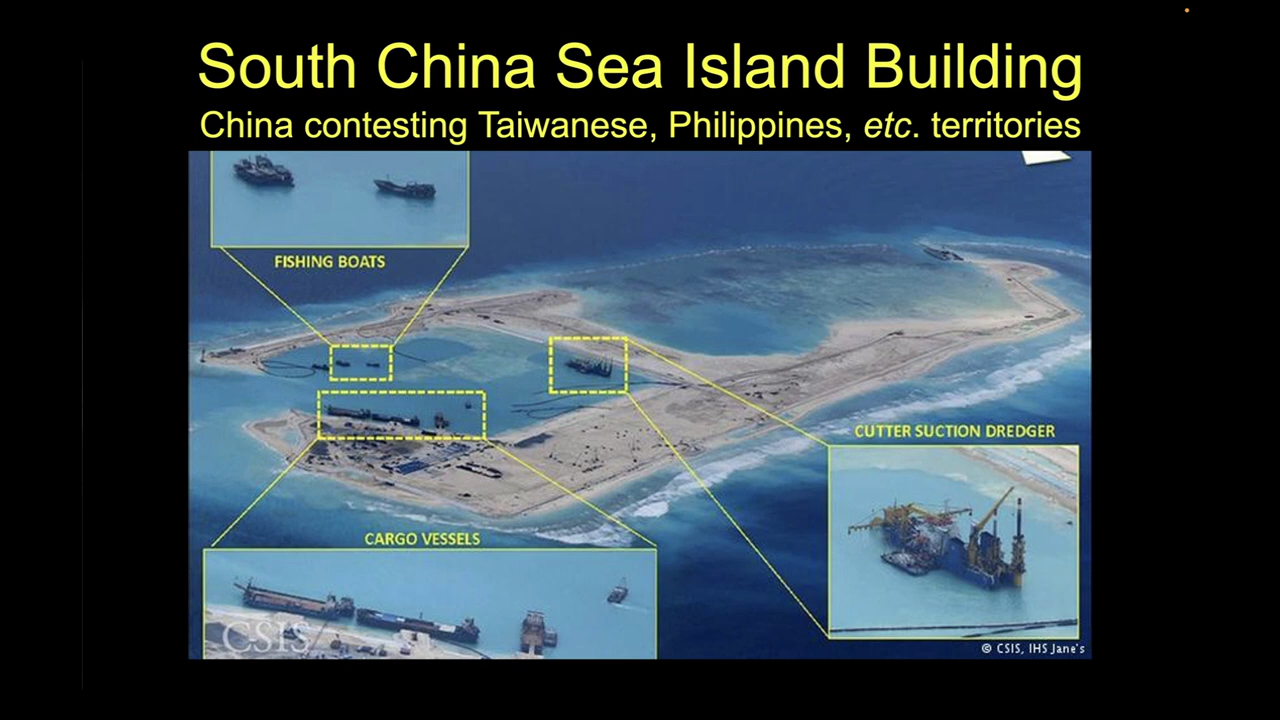 South China Sea Island Building
China contesting Taiwanese, Philippines, etc. territories
FISHING BOATS
CUTTER SUCTION DREDGER
CARGO VESSELS
CSIS
© CSIS, IHS Jane's